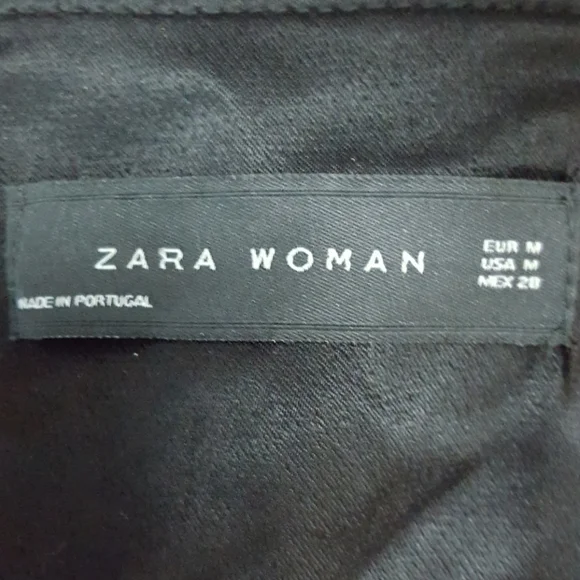 ZARA WOMAN
EUR M
USA M
MEX 28
MADE IN PORTUGAL